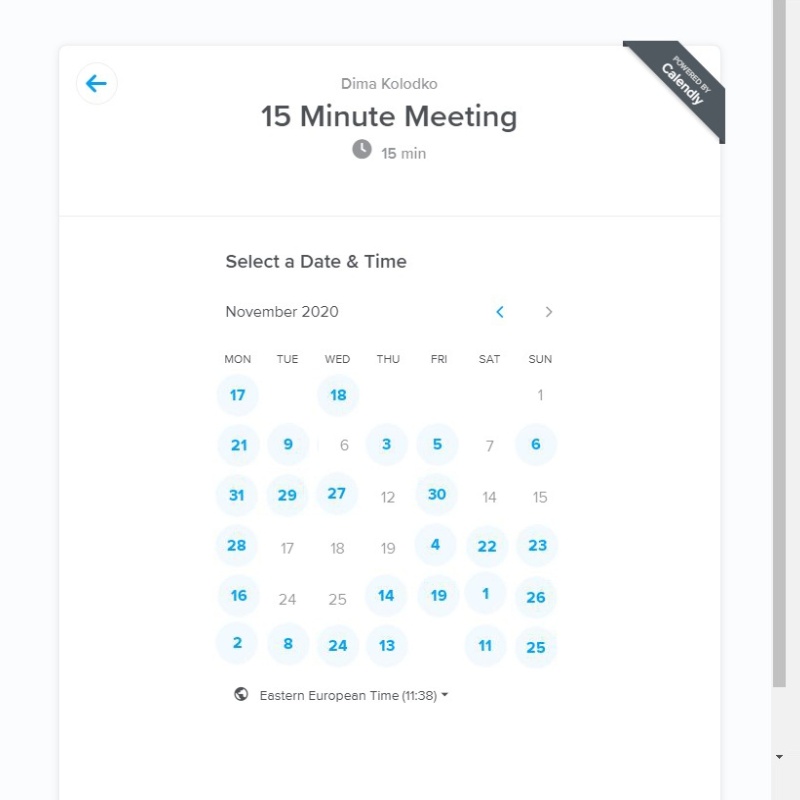 POWERED BY
Calendly
Dima Kolodko
15 Minute Meeting
15 min
Select a Date & Time
November 2020
MON TUE WED THU FRI SAT SUN
17 18 1
21 9 6 3 5 7 6
31 29 27 12 30 14 15
28 17 18 19 4 22 23
16 24 25 14 19 1 26
2 8 24 13 11 25
Eastern European Time (11:38)